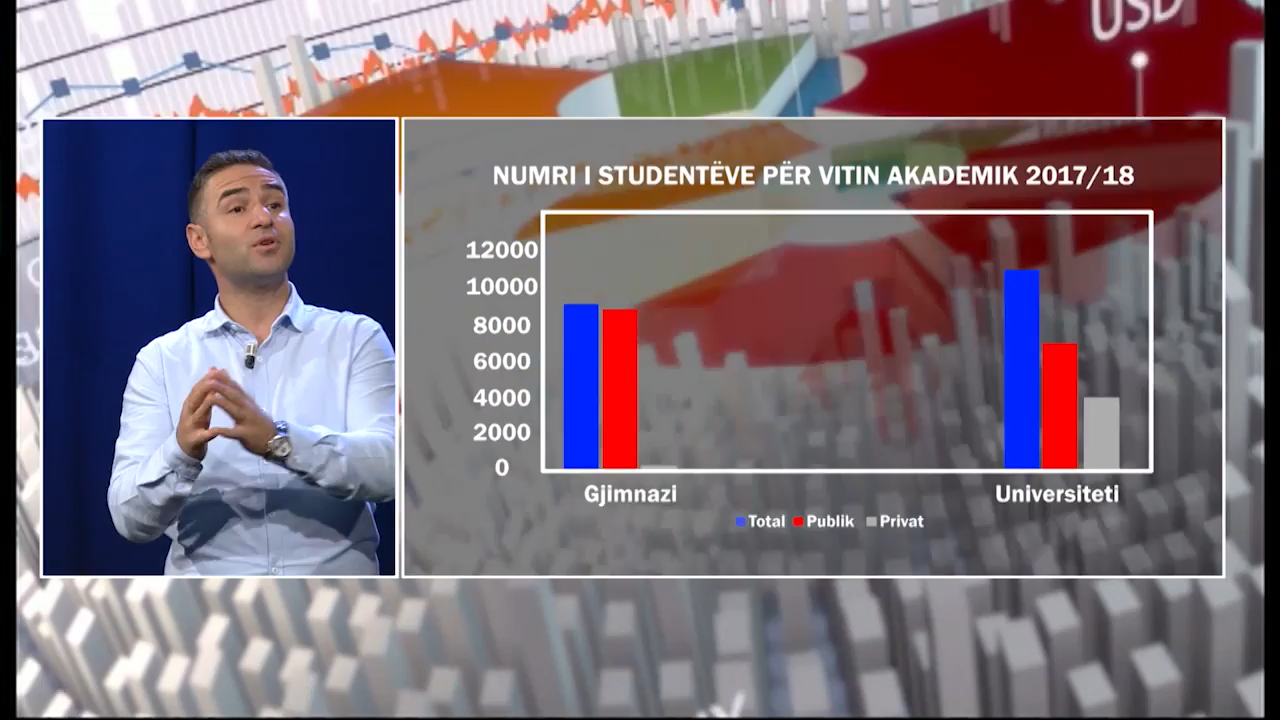 USD
NUMRI I STUDENTËVE PËR VITIN AKADEMIK 2017/18
12000
10000
8000
6000
4000
2000
0
Gjimnazi
Universiteti
Total Publik Privat